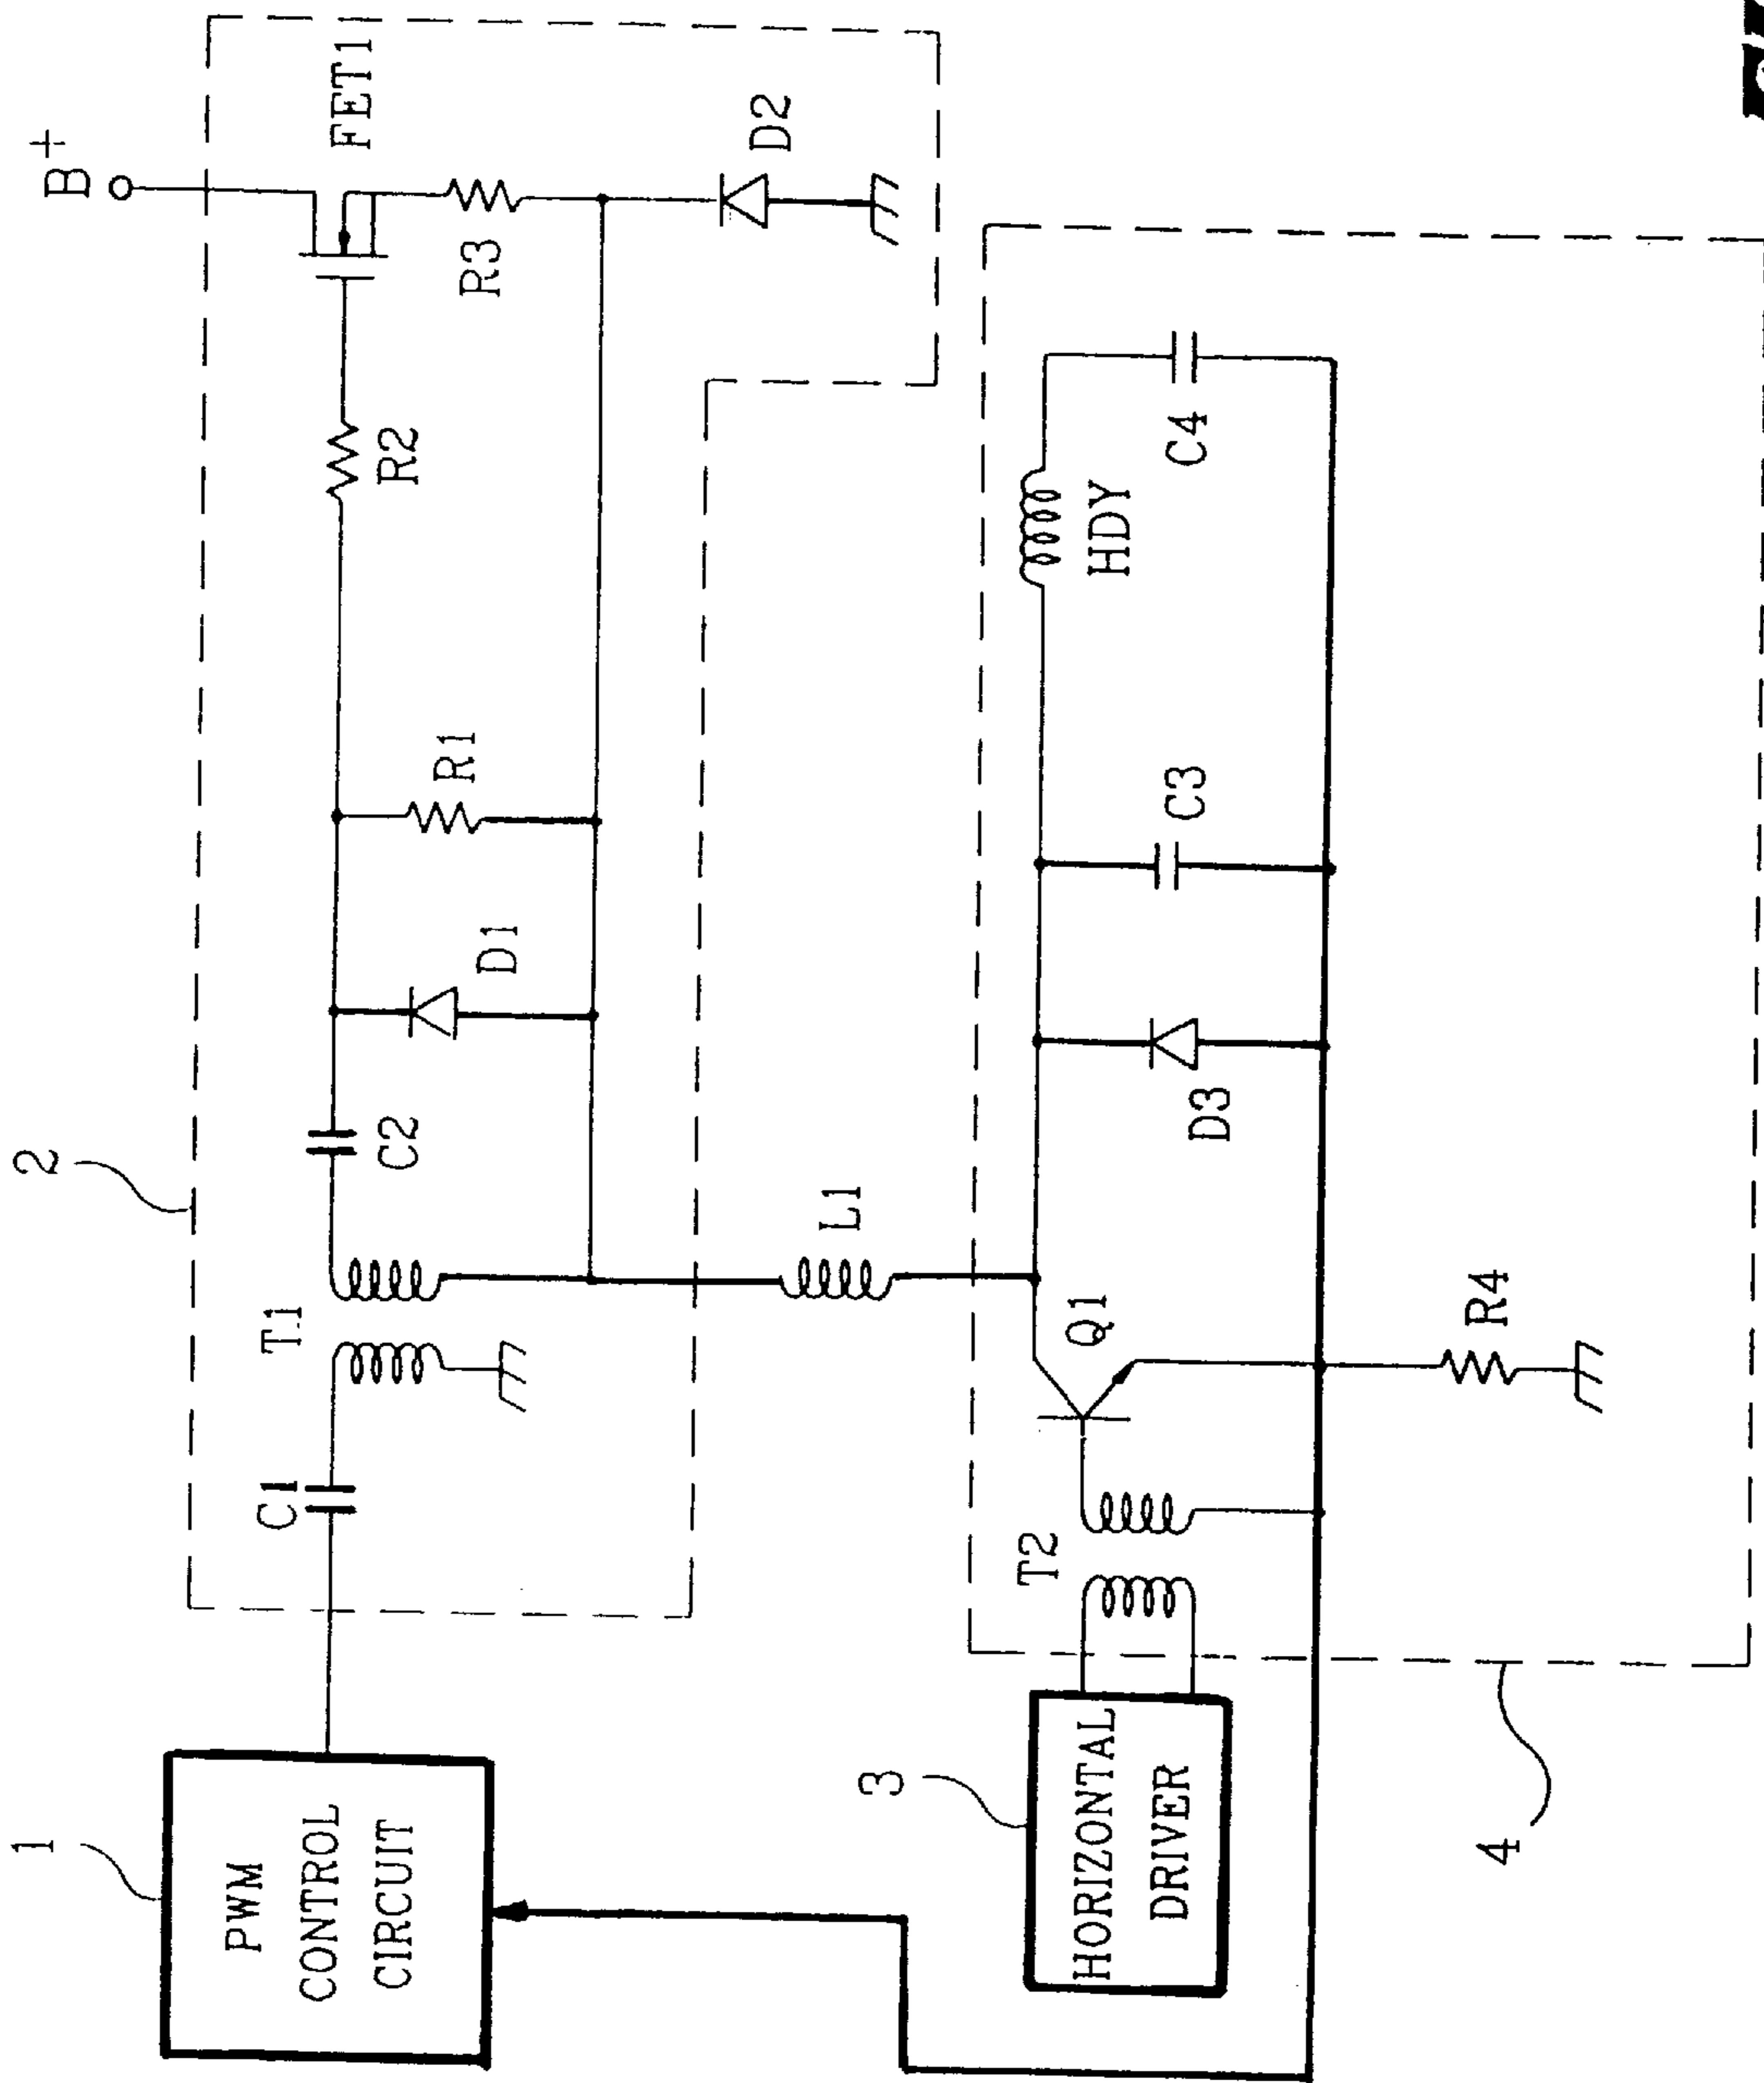 B+
FET1
R3
D2
R2
R1
D1
C2
2
T1
C1
L1
1
PWM
CONTROL
CIRCUIT
HDY
C4
C3
D3
Q1
R4
T2
3
HORIZONTAL
DRIVER
4